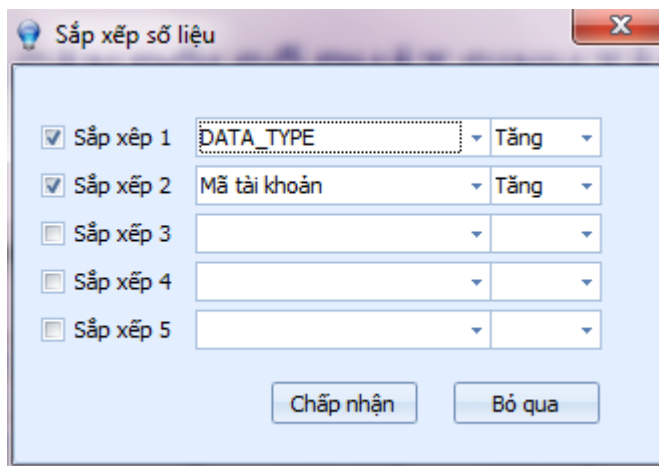 Sắp xếp số liệu
Sắp xêp 1 DATA_TYPE Tăng
Sắp xếp 2 Mã tài khoản Tăng
Sắp xếp 3
Sắp xếp 4
Sắp xếp 5
Chấp nhận Bỏ qua